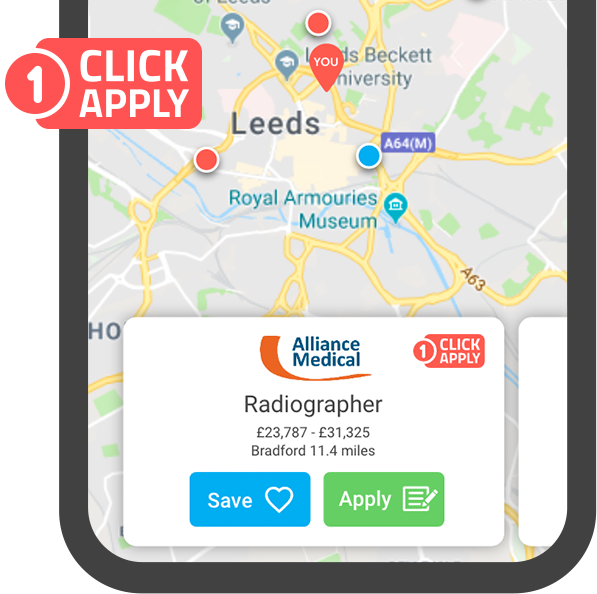 of Leeds
1 CLICK
APPLY
Leeds Beckett
University
YOU
Leeds
A64(M)
Royal Armouries
Museum
A63
HO
Alliance
Medical
1 CLICK
APPLY
Radiographer
£23,787 - £31,325
Bradford 11.4 miles
Save
Apply